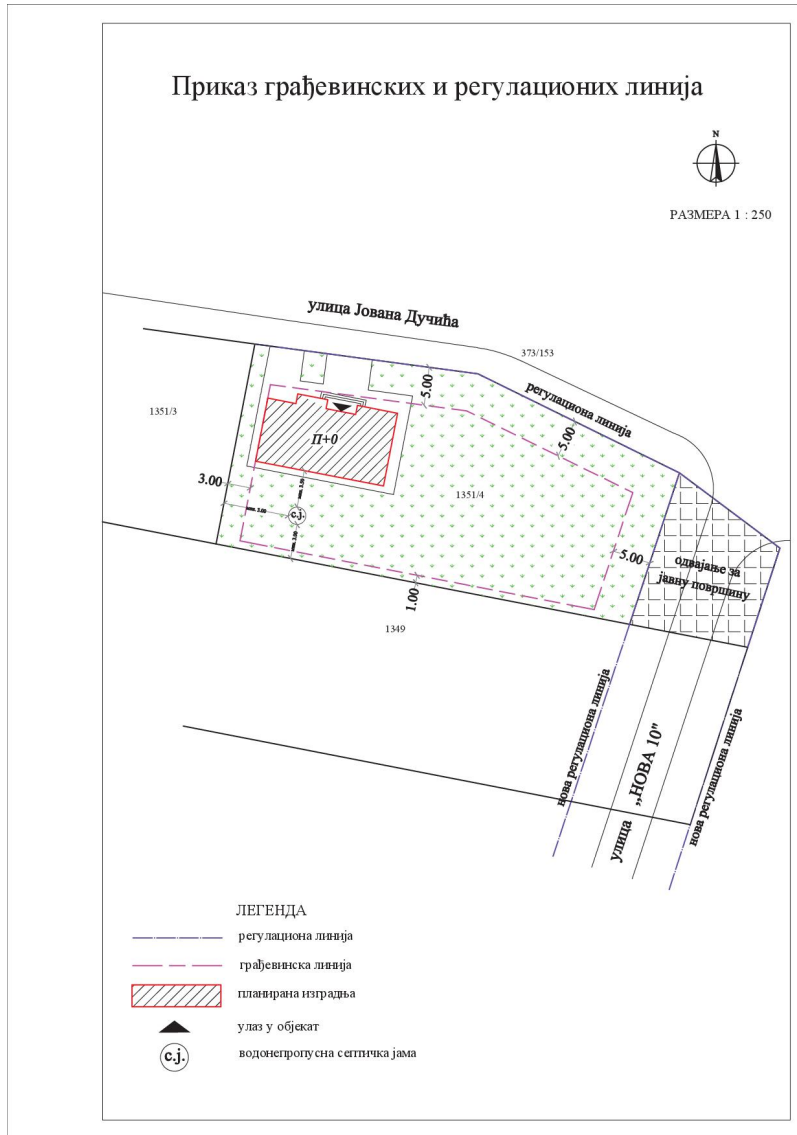 Приказ грађевинских и регулационих линија
N
РАЗМЕРА 1 : 250
улица Јована Дучића
373/153
регулациона линија
1351/3
5.00
5.00
П+0
3.00
1351/4
с.ј.
5.00
одвајање за
јавну површину
1.00
1349
нова регулациона линија
улица „НОВА 10"
нова регулациона линија
ЛЕГЕНДА
регулациона линија
грађевинска линија
планирана изградња
улаз у објекат
с.ј.
водонепропусна септичка јама